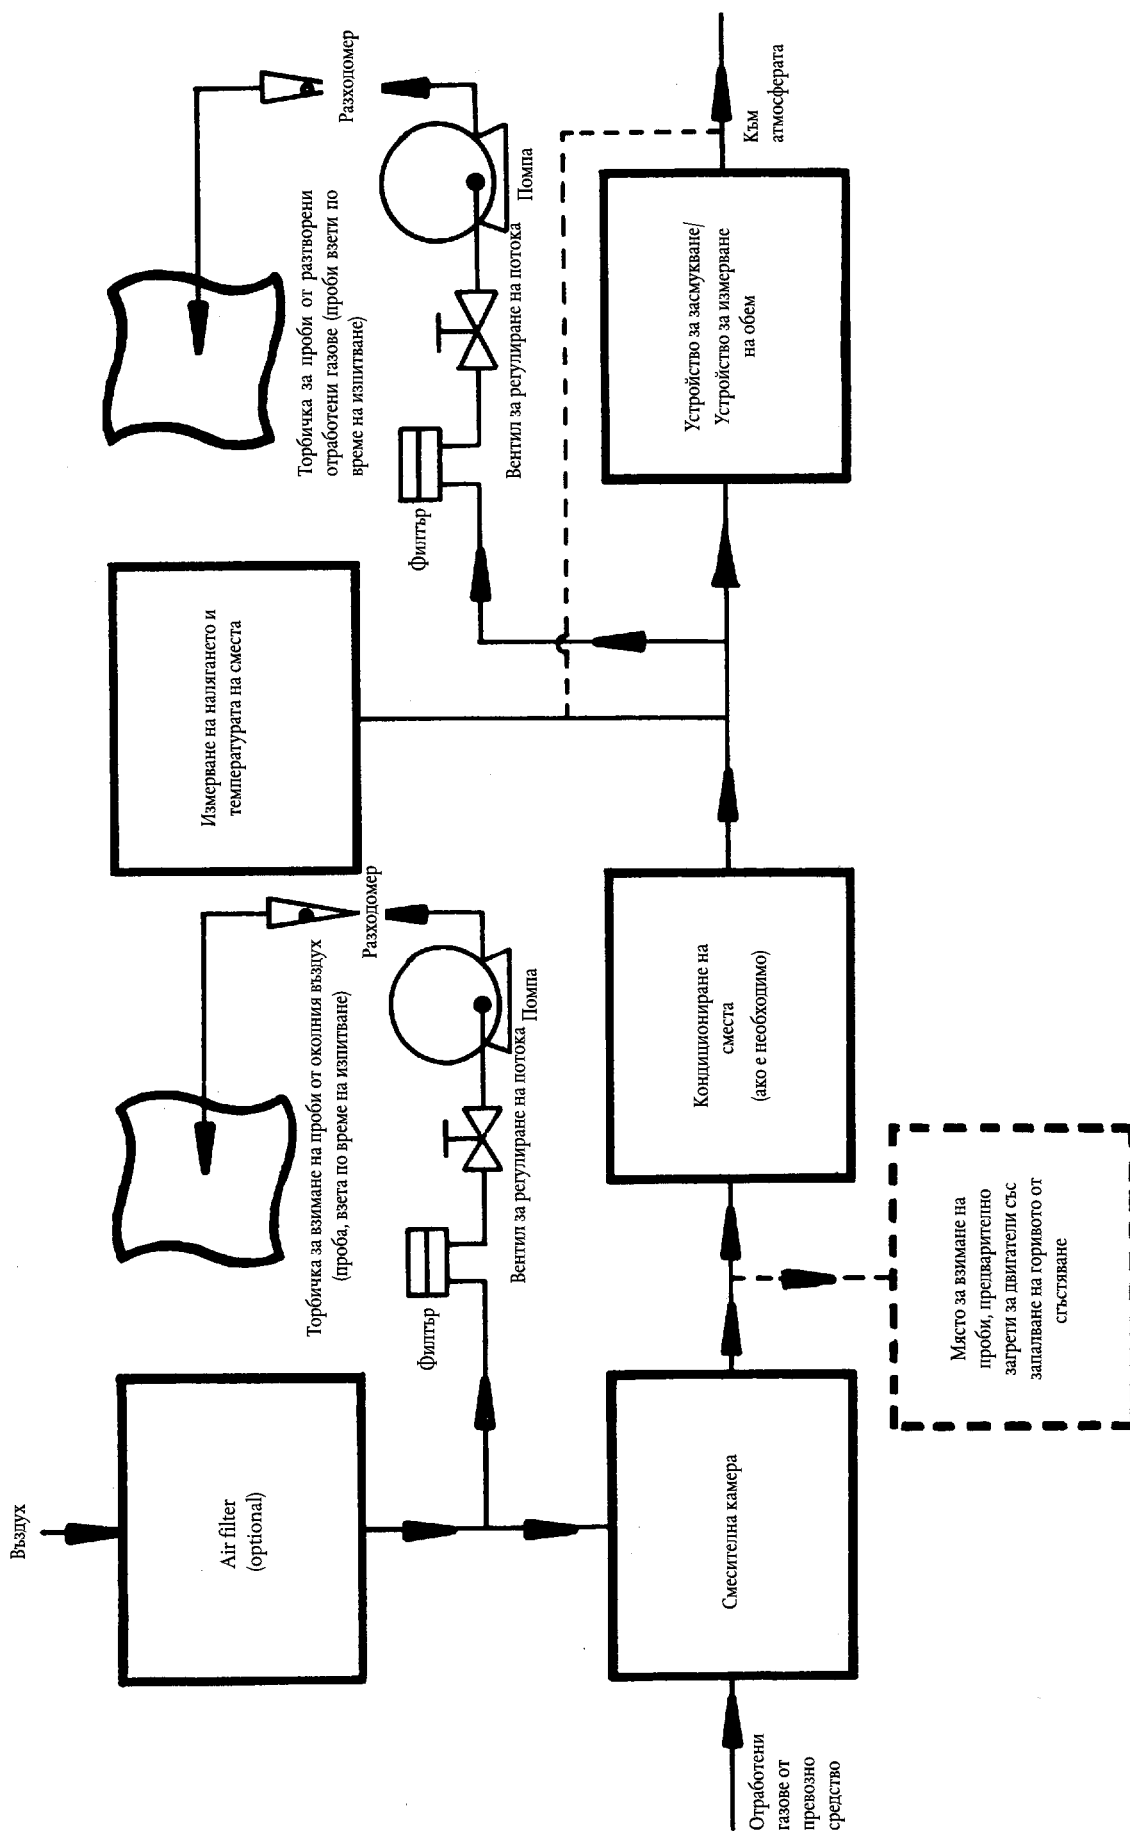 Въздух
Air filter
(optional)
Отработени
газове от
превозно
средство
Смесителна камера
Филтър
Вентил за регулиране на потока
Помпа
Разходомер
Торбичка за взимане на проби от околния въздух
(проба, взета по време на изпитване)
Място за взимане на
проби, предварително
загрети за двигатели със
запалване на горивото от
сгъстяване
Кондициониране на
сместа
(ако е необходимо)
Измерване на налягането и
температурата на сместа
Филтър
Вентил за регулиране на потока
Помпа
Разходомер
Торбичка за проби от разтворени
отработени газове (проби взети по
време на изпитване)
Устройство за засмукване/
Устройство за измерване
на обем
Към
атмосферата